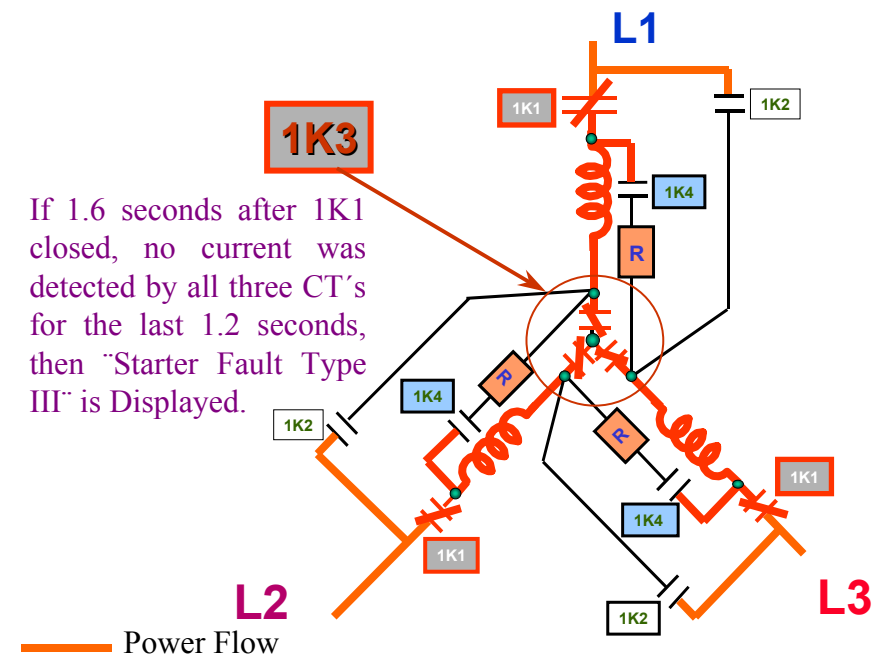 L1
1K1
1K2
1K3
1K4
R
If 1.6 seconds after 1K1
closed, no current was
detected by all three CT´s
for the last 1.2 seconds,
then ¨Starter Fault Type
III¨ is Displayed.
R
1K4
1K2
R
1K1
1K4
1K1
L2
L3
1K2
Power Flow